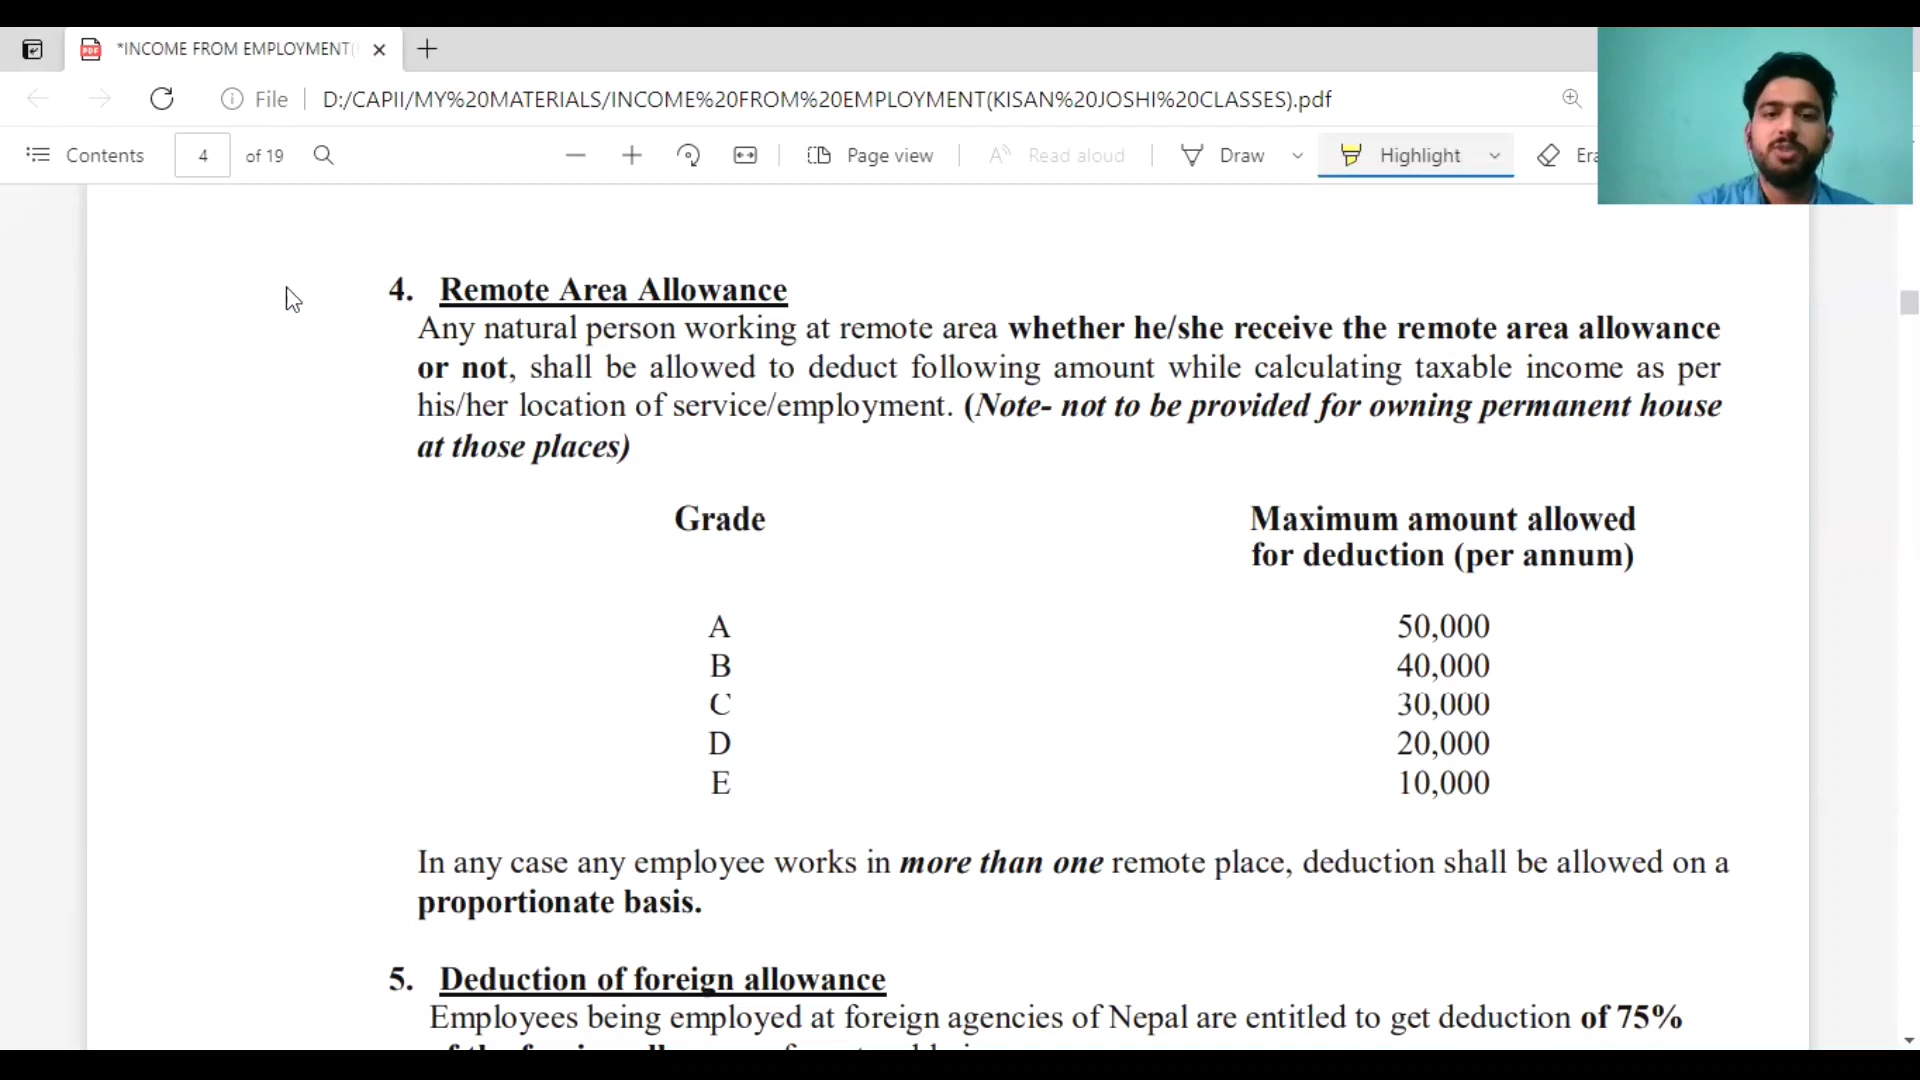 *INCOME FROM EMPLOYMENT(
File
D:/CAPII/MY%20MATERIALS/INCOME%20FROM%20EMPLOYMENT(KISAN%20JOSHI%20CLASSES).pdf
Contents 4 of 19 Page view Read aloud Draw Highlight
4. Remote Area Allowance
Any natural person working at remote area whether he/she receive the remote area allowance
or not, shall be allowed to deduct following amount while calculating taxable income as per
his/her location of service/employment. (Note- not to be provided for owning permanent house
at those places)
Grade Maximum amount allowed
for deduction (per annum)
A 50,000
B 40,000
C 30,000
D 20,000
E 10,000
In any case any employee works in more than one remote place, deduction shall be allowed on a
proportionate basis.
5. Deduction of foreign allowance
Employees being employed at foreign agencies of Nepal are entitled to get deduction of 75%